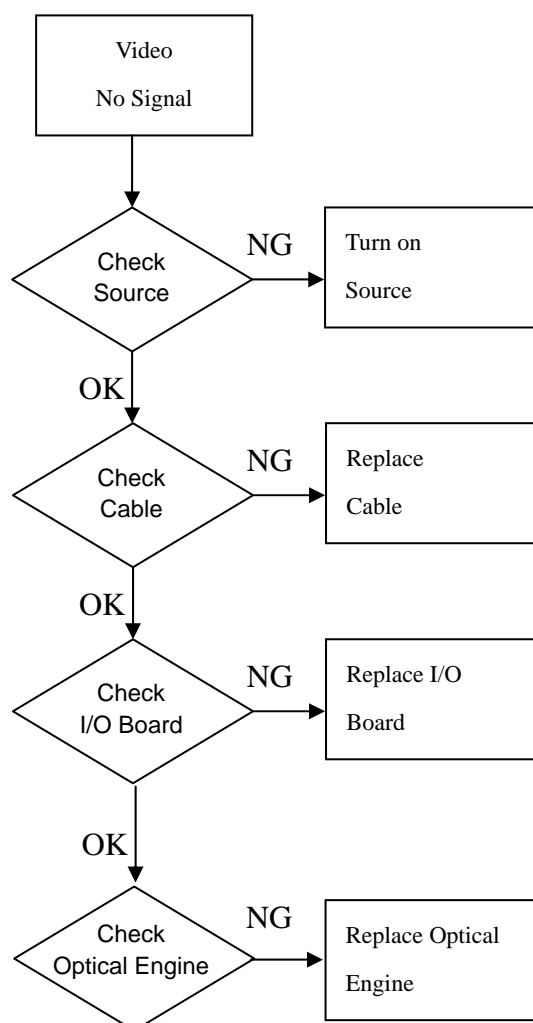 Video
No Signal
Check
Source
NG
Turn on
Source
OK
Check
Cable
NG
Replace
Cable
OK
Check
I/O Board
NG
Replace I/O
Board
OK
Check
Optical Engine
NG
Replace Optical
Engine